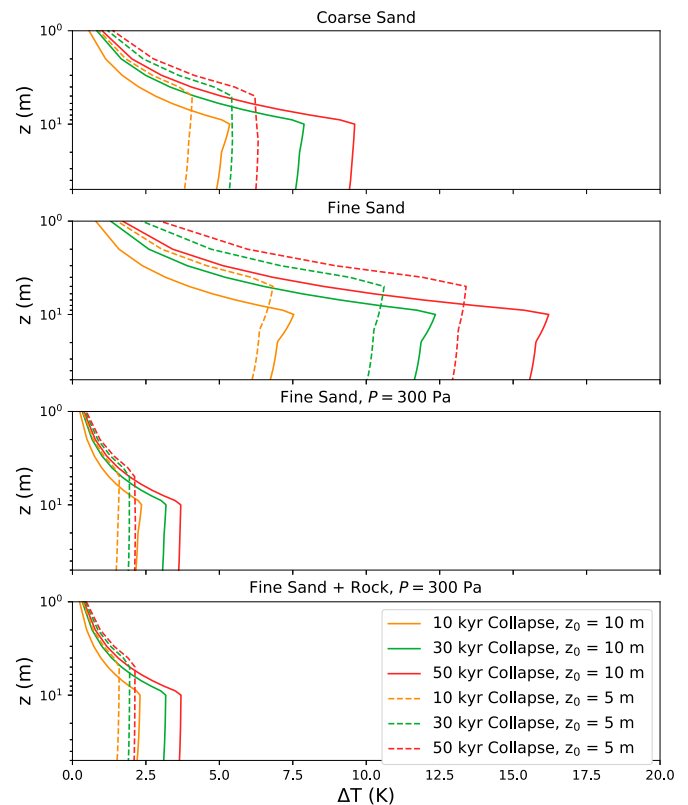 Coarse Sand
10⁰
10¹
z (m)
Fine Sand
10⁰
10¹
z (m)
Fine Sand, P = 300 Pa
10⁰
10¹
z (m)
Fine Sand + Rock, P = 300 Pa
10⁰
10¹
z (m)
10 kyr Collapse, z₀ = 10 m
30 kyr Collapse, z₀ = 10 m
50 kyr Collapse, z₀ = 10 m
10 kyr Collapse, z₀ = 5 m
30 kyr Collapse, z₀ = 5 m
50 kyr Collapse, z₀ = 5 m
0.0 2.5 5.0 7.5 10.0 12.5 15.0 17.5 20.0
ΔT (K)